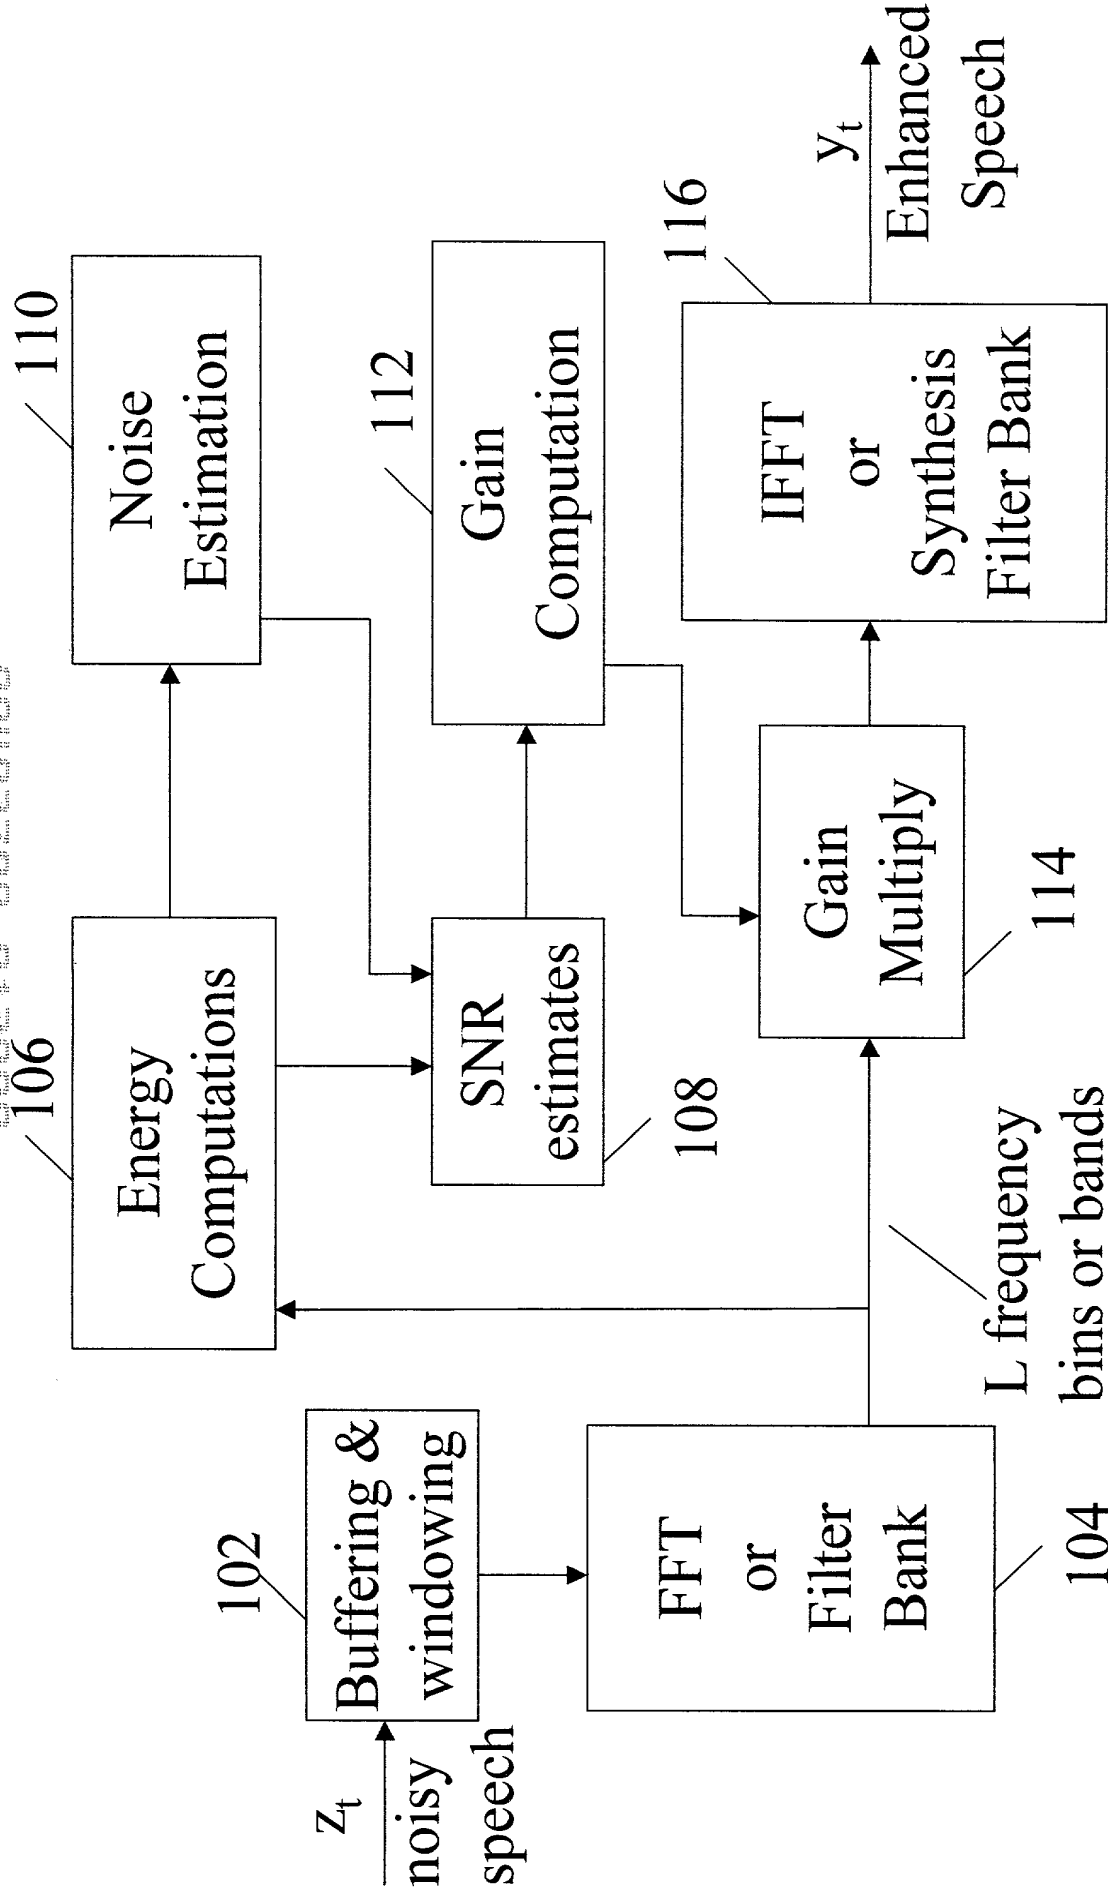 z_t
noisy
speech
102
Buffering &
windowing
FFT
or
Filter
Bank
104
L frequency
bins or bands
106
Energy
Computations
SNR
estimates
108
110
Noise
Estimation
112
Gain
Computation
Gain
Multiply
114
116
IFFT
or
Synthesis
Filter Bank
y_t
Enhanced
Speech